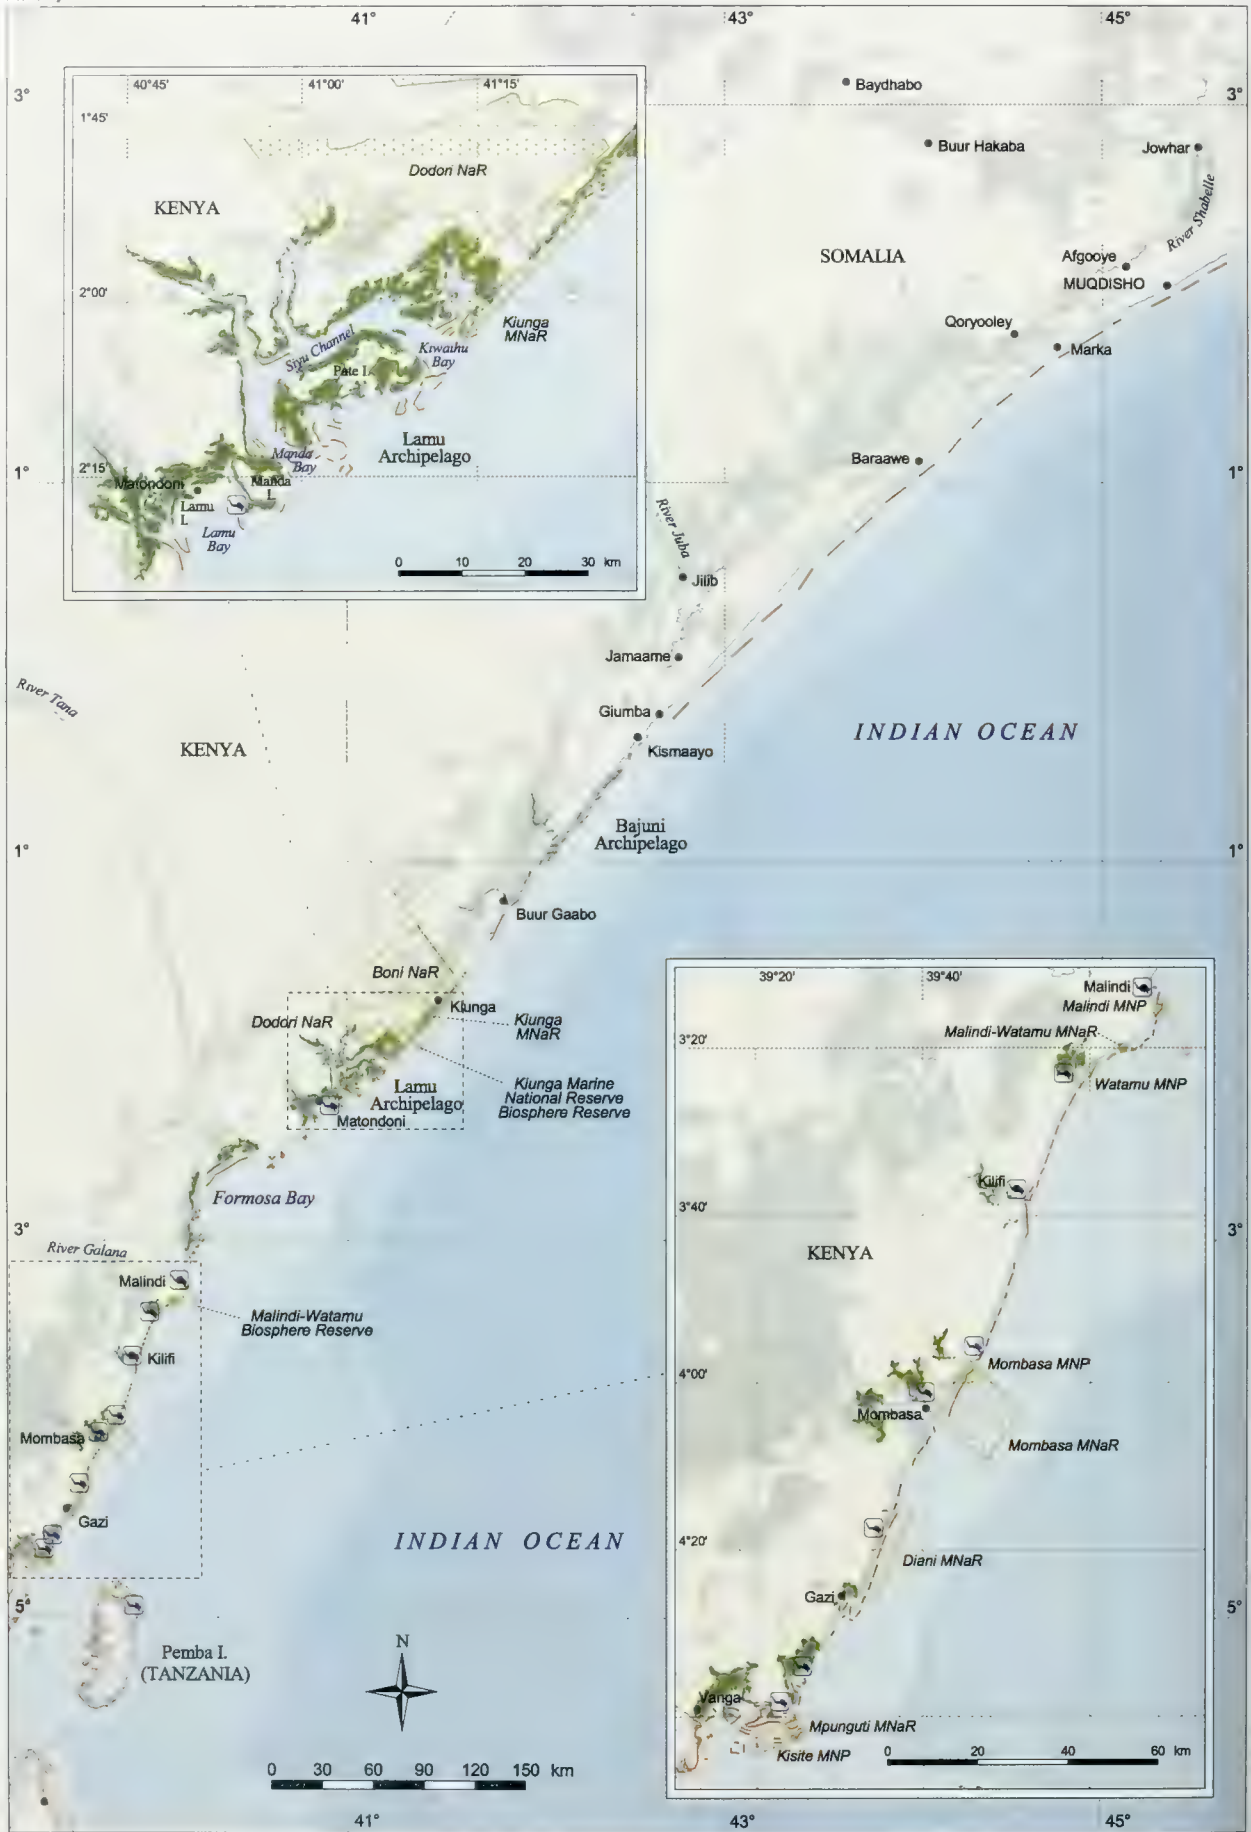 41°
43°
45°
3°
3°
Baydhabo
Buur Hakaba
Jowhar
River Shabelle
SOMALIA
Afgooye
MUQDISHO
Qoryooley
Marka
Baraawe
1°
1°
River Juba
Jilib
Jamaame
Giumba
Kismaayo
INDIAN OCEAN
River Tana
KENYA
Bajuni
Archipelago
1°
1°
Buur Gaabo
Boni NaR
Kiunga
Dodori NaR
Kiunga
MNaR
Kiunga Marine
National Reserve
Biosphere Reserve
Lamu
Archipelago
Matondoni
Formosa Bay
3°
3°
River Galana
Malindi
Malindi-Watamu
Biosphere Reserve
Kilifi
Mombasa
Gazi
INDIAN OCEAN
5°
5°
Pemba I.
(TANZANIA)
N
0 30 60 90 120 150 km
41°
43°
45°
40°45'
41°00'
41°15'
1°45'
Dodori NaR
KENYA
2°00'
Kiunga
MNaR
Siyu Channel
Kiwaihu
Bay
Pate I.
Lamu
Archipelago
Manda
Bay
2°15'
Matondoni
Manda
I.
Lamu
I.
Lamu
Bay
0 10 20 30 km
39°20'
39°40'
Malindi
Malindi MNP
Malindi-Watamu MNaR
3°20'
Watamu MNP
Kilifi
3°40'
KENYA
Mombasa MNP
4°00'
Mombasa
Mombasa MNaR
4°20'
Diani MNaR
Gazi
Vanga
Mpunguti MNaR
Kisite MNP
0 20 40 60 km